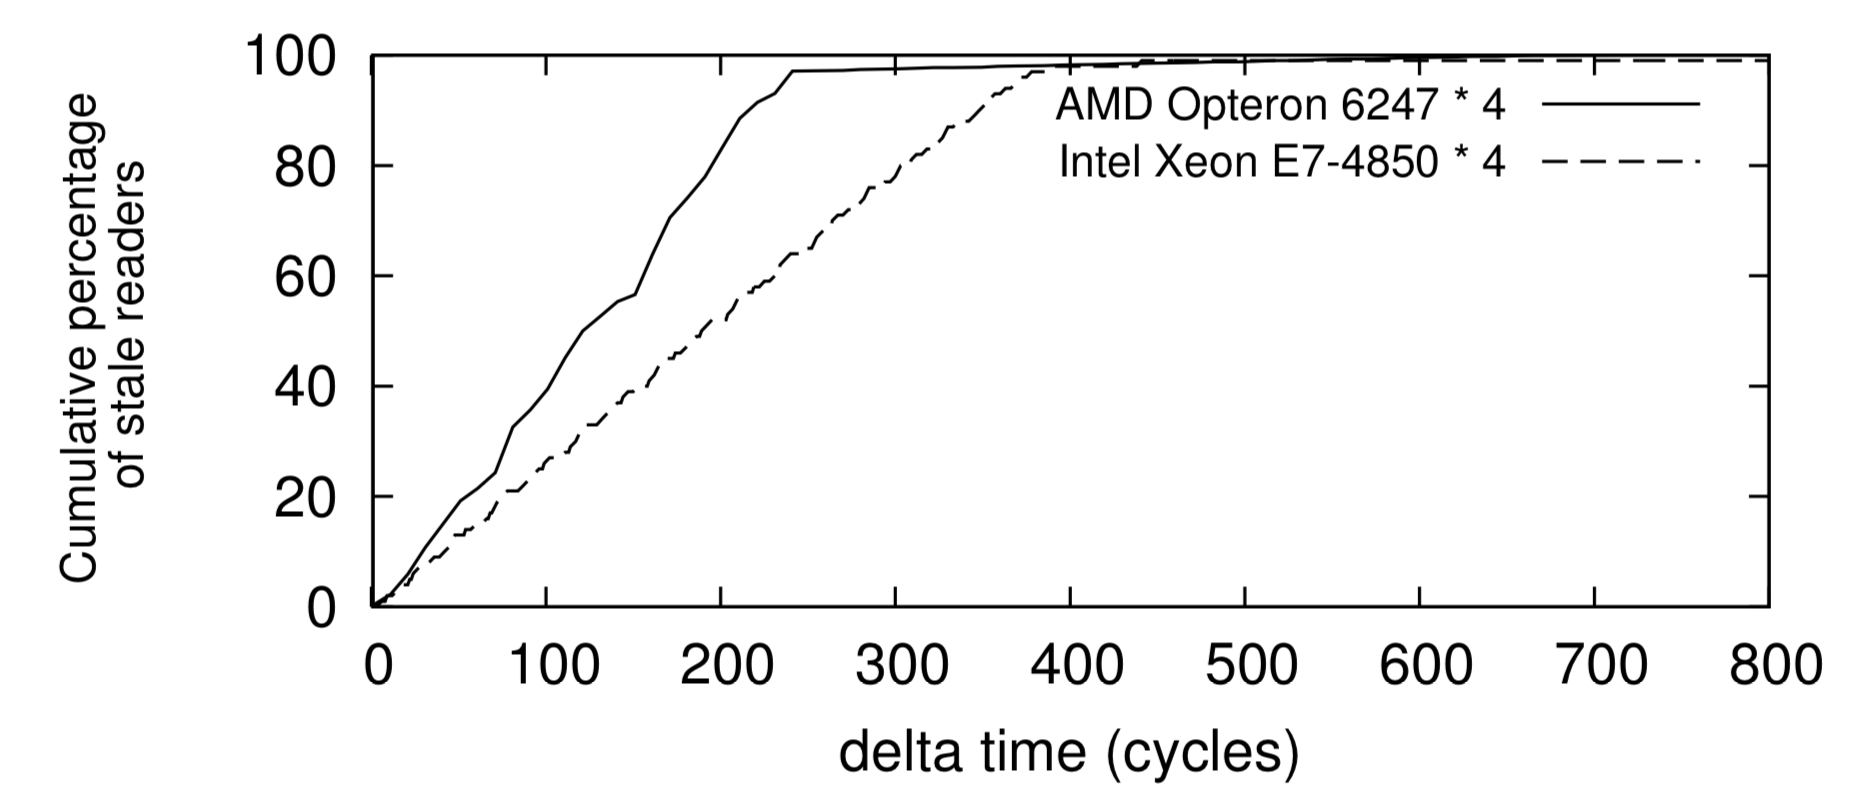 Cumulative percentage
of stale readers
100
80
60
40
20
0
AMD Opteron 6247 * 4
Intel Xeon E7-4850 * 4
0 100 200 300 400 500 600 700 800
delta time (cycles)